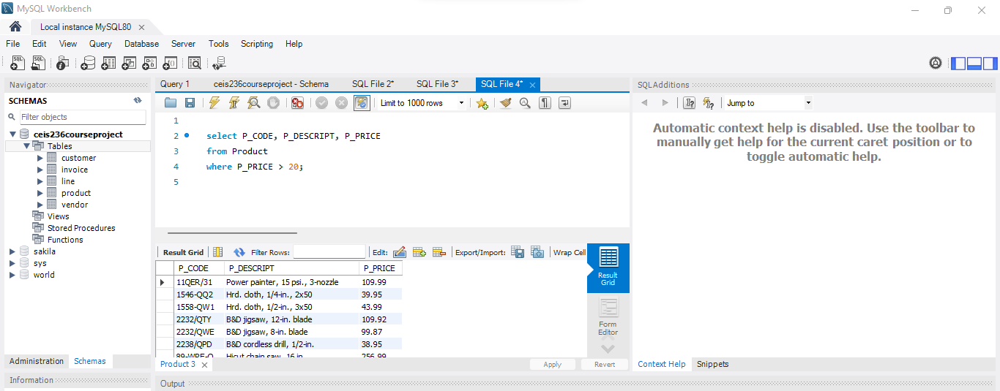 MySQL Workbench
Local instance MySQL80
File Edit View Query Database Server Tools Scripting Help
Navigator
SCHEMAS
Filter objects
ceis236courseproject
Tables
customer
invoice
line
product
vendor
Views
Stored Procedures
Functions
sakila
sys
world
Administration Schemas
Information
Query 1 ceis236courseproject - Schema SQL File 2* SQL File 3* SQL File 4*
Limit to 1000 rows
1
2 select P_CODE, P_DESCRIPT, P_PRICE
3 from Product
4 where P_PRICE > 20;
5
Result Grid Filter Rows: Edit: Export/Import: Wrap Cell
P_CODE P_DESCRIPT P_PRICE
11QER/31 Power painter, 15 psi., 3-nozzle 109.99
1546-QQ2 Hrd. cloth, 1/4-in., 2x50 39.95
1558-QW1 Hrd. cloth, 1/2-in., 3x50 43.99
2232/QTY B&D jigsaw, 12-in. blade 109.92
2232/QWE B&D jigsaw, 8-in. blade 99.87
2238/QPD B&D cordless drill, 1/2-in. 38.95
89-WRE-Q Hicut chain saw, 16 in. 256.99
Result
Grid
Form
Editor
Product 3 Apply Revert
Output
SQLAdditions
Jump to
Automatic context help is disabled. Use the toolbar to
manually get help for the current caret position or to
toggle automatic help.
Context Help Snippets